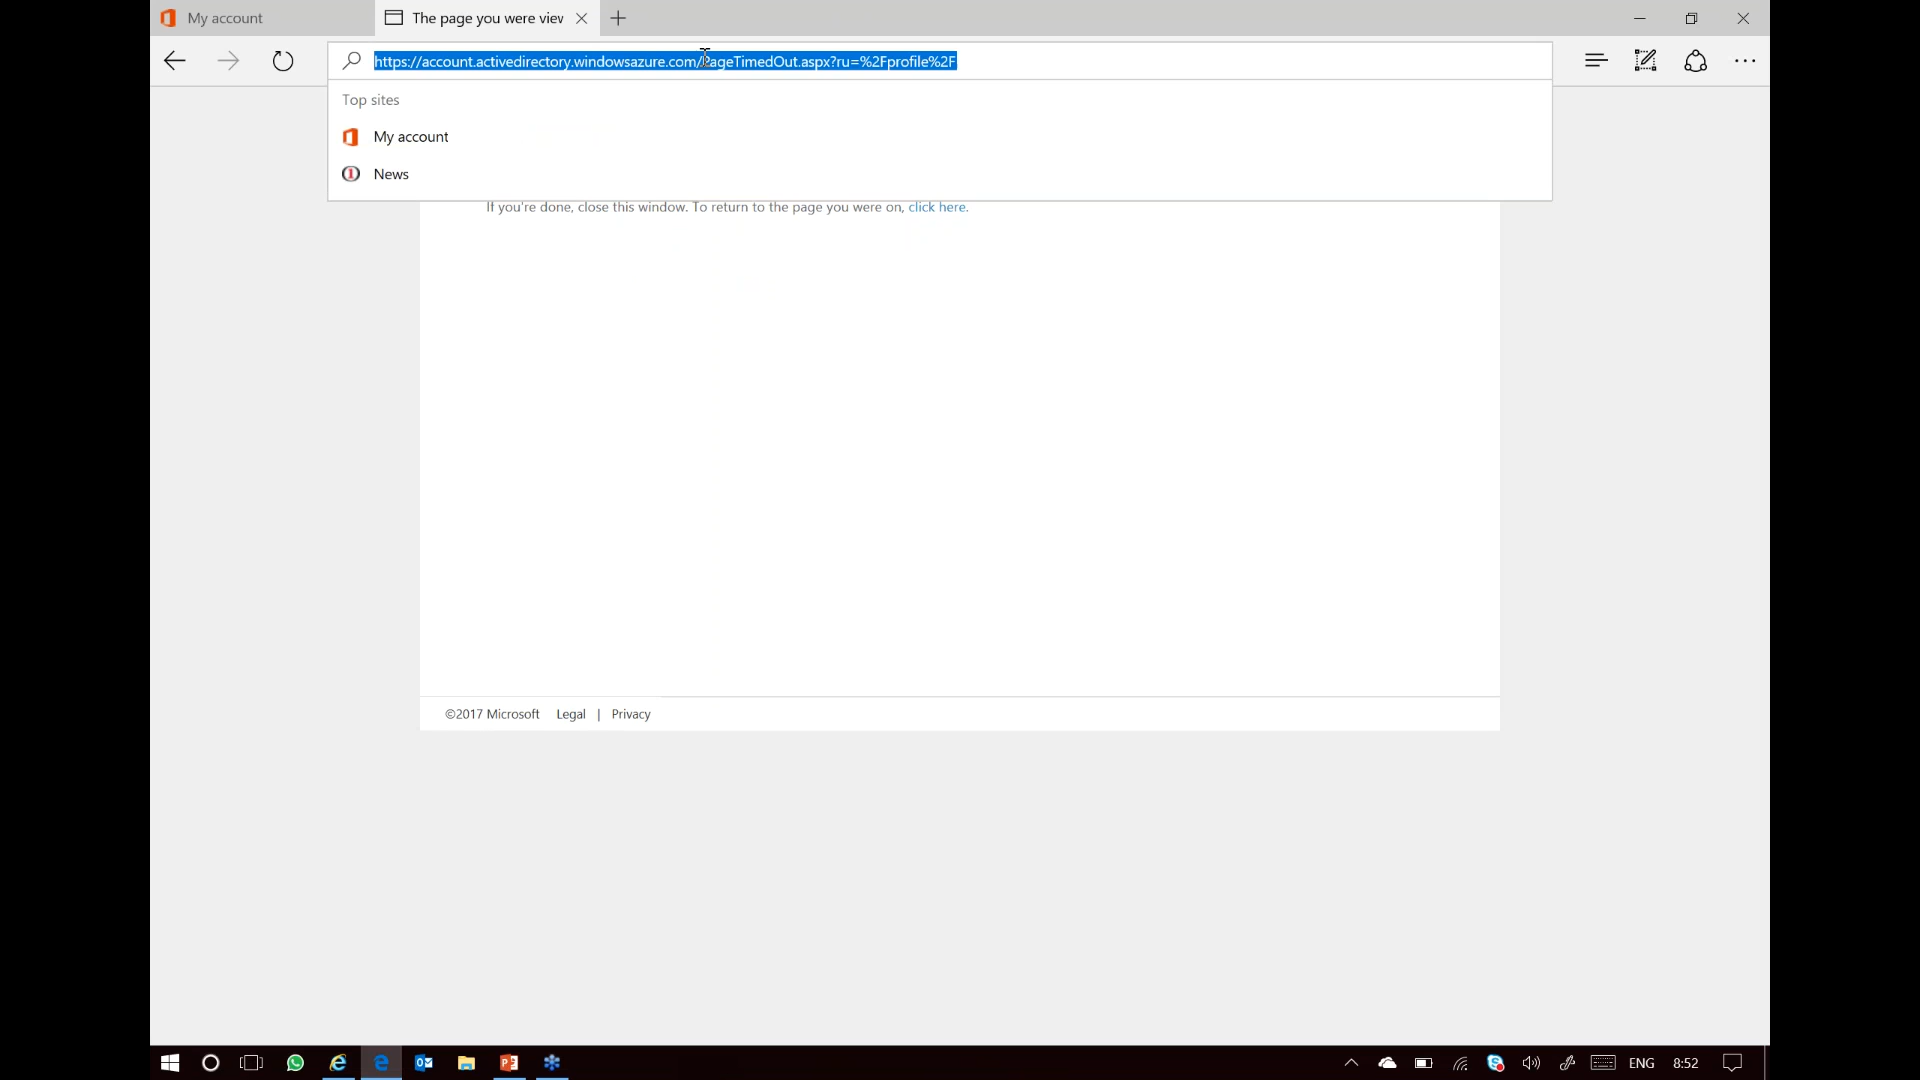 My account
The page you were viev
https://account.activedirectory.windowsazure.com/PageTimedOut.aspx?ru=%2Fprofile%2F
Top sites
My account
News
If you're done, close this window. To return to the page you were on, click here.
©2017 Microsoft Legal | Privacy
ENG 8:52